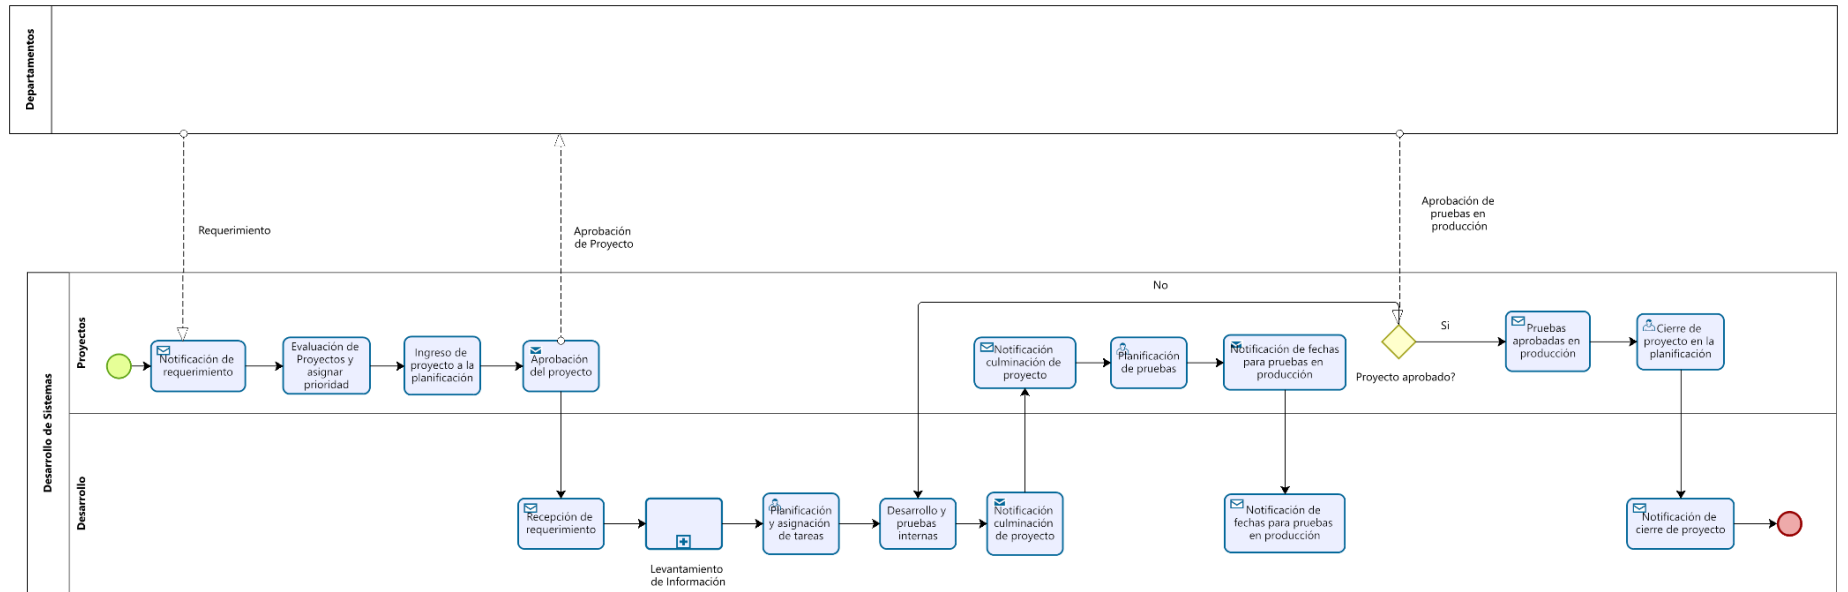 Departamentos
Requerimiento
Aprobación
de Proyecto
Aprobación de
pruebas en
producción
Desarrollo de Sistemas
Proyectos
Notificación de
requerimiento
Evaluación de
Proyectos y
asignar
prioridad
Ingreso de
proyecto a la
planificación
Aprobación
del proyecto
No
Notificación
culminación de
proyecto
Planificación
de pruebas
Notificación de fechas
para pruebas en
producción
Proyecto aprobado?
Si
Pruebas
aprobadas en
producción
Cierre de
proyecto en la
planificación
Desarrollo
Recepción de
requerimiento
Levantamiento
de Información
Planificación
y asignación
de tareas
Desarrollo y
pruebas
internas
Notificación
culminación
de proyecto
Notificación de
fechas para pruebas
en producción
Notificación de
cierre de proyecto